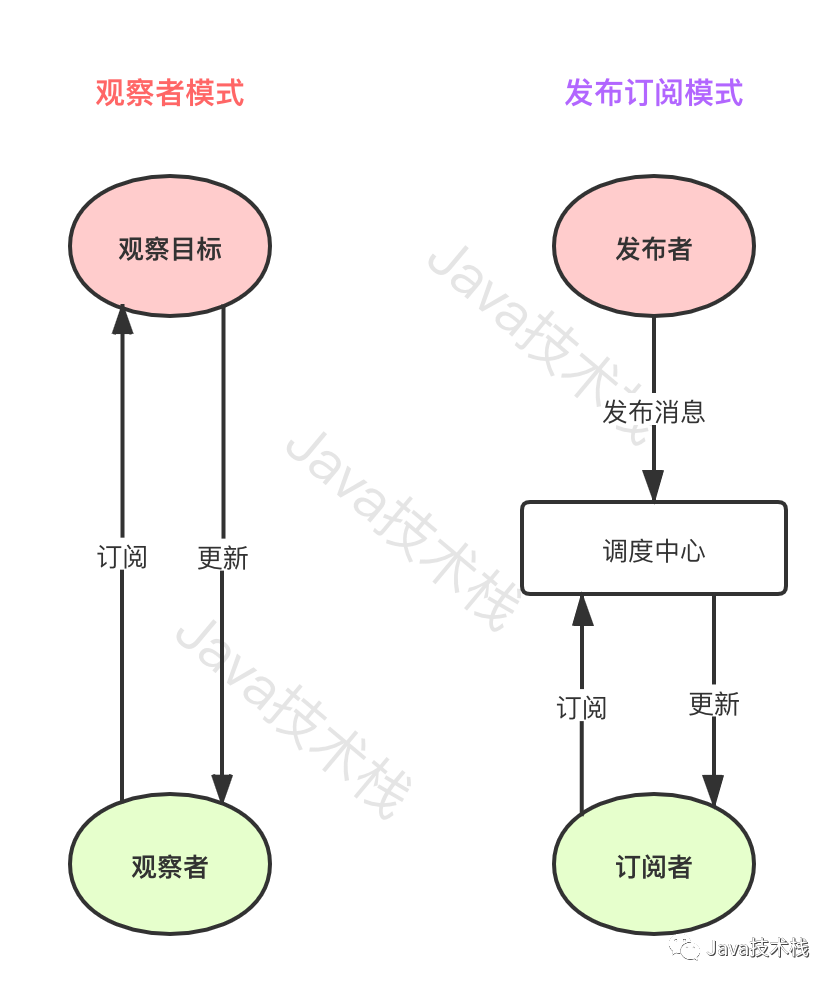 观察者模式
发布订阅模式
观察目标
发布者
发布消息
调度中心
订阅
更新
订阅
更新
观察者
订阅者
Java技术栈
Java技术栈
Java技术栈
Java技术栈